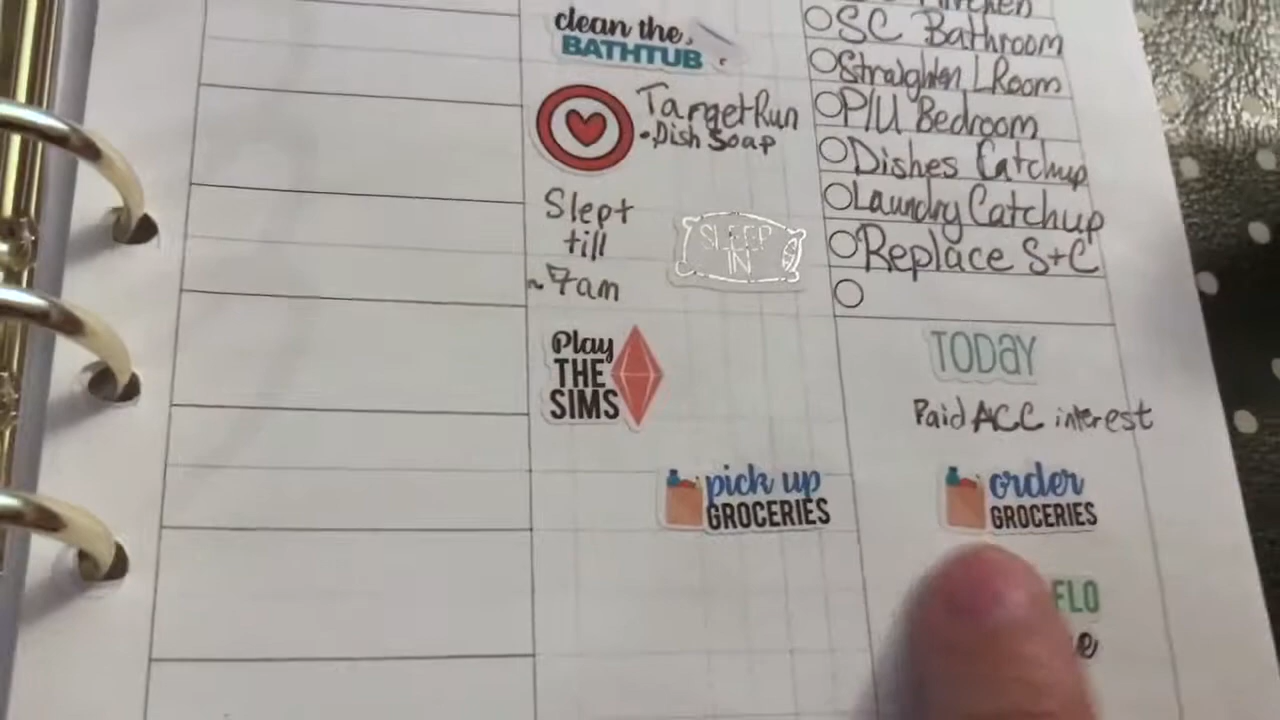 clean the
BATHTUB
Target Run
• Dish Soap
Slept
till
~7am
SLEEP
IN
Play
THE
SIMS
pick up
GROCERIES
SC Bathroom
Straighten LRoom
P/U Bedroom
Dishes Catchup
Laundry Catchup
Replace S+C
TODAY
Paid ACC interest
order
GROCERIES
FLO